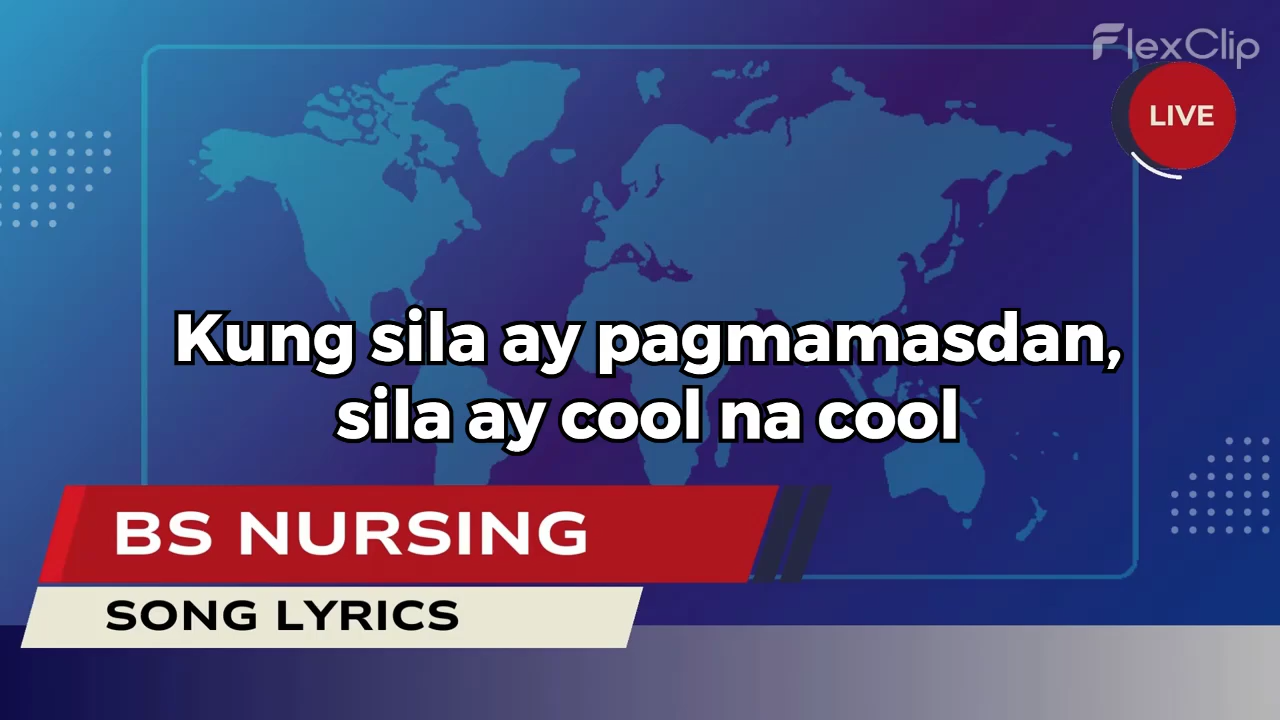 FlexClip
LIVE
Kung sila ay pagmamasdan,
sila ay cool na cool
BS NURSING
SONG LYRICS